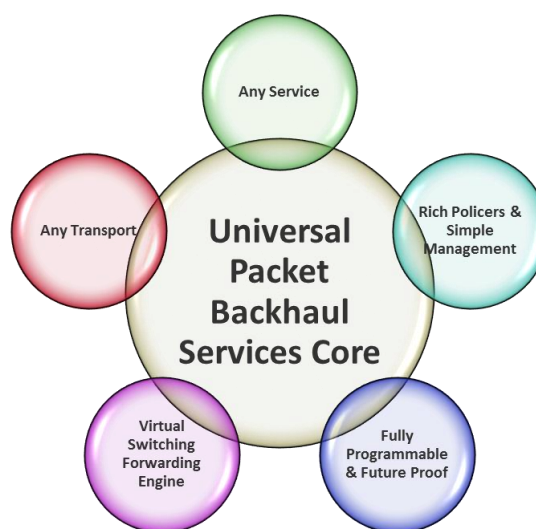 Any Service
Any Transport
Rich Policers &
Simple
Management
Universal
Packet
Backhaul
Services Core
Virtual
Switching
Forwarding
Engine
Fully
Programmable
& Future Proof